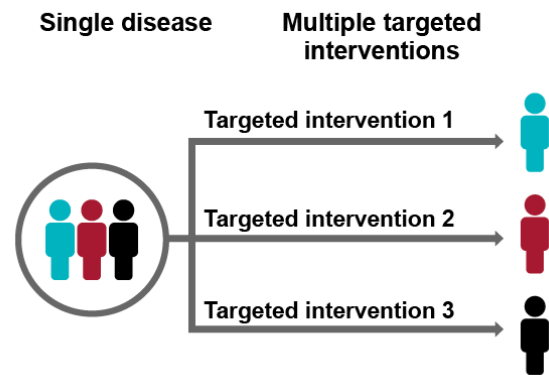 Single disease
Multiple targeted
interventions
Targeted intervention 1
Targeted intervention 2
Targeted intervention 3